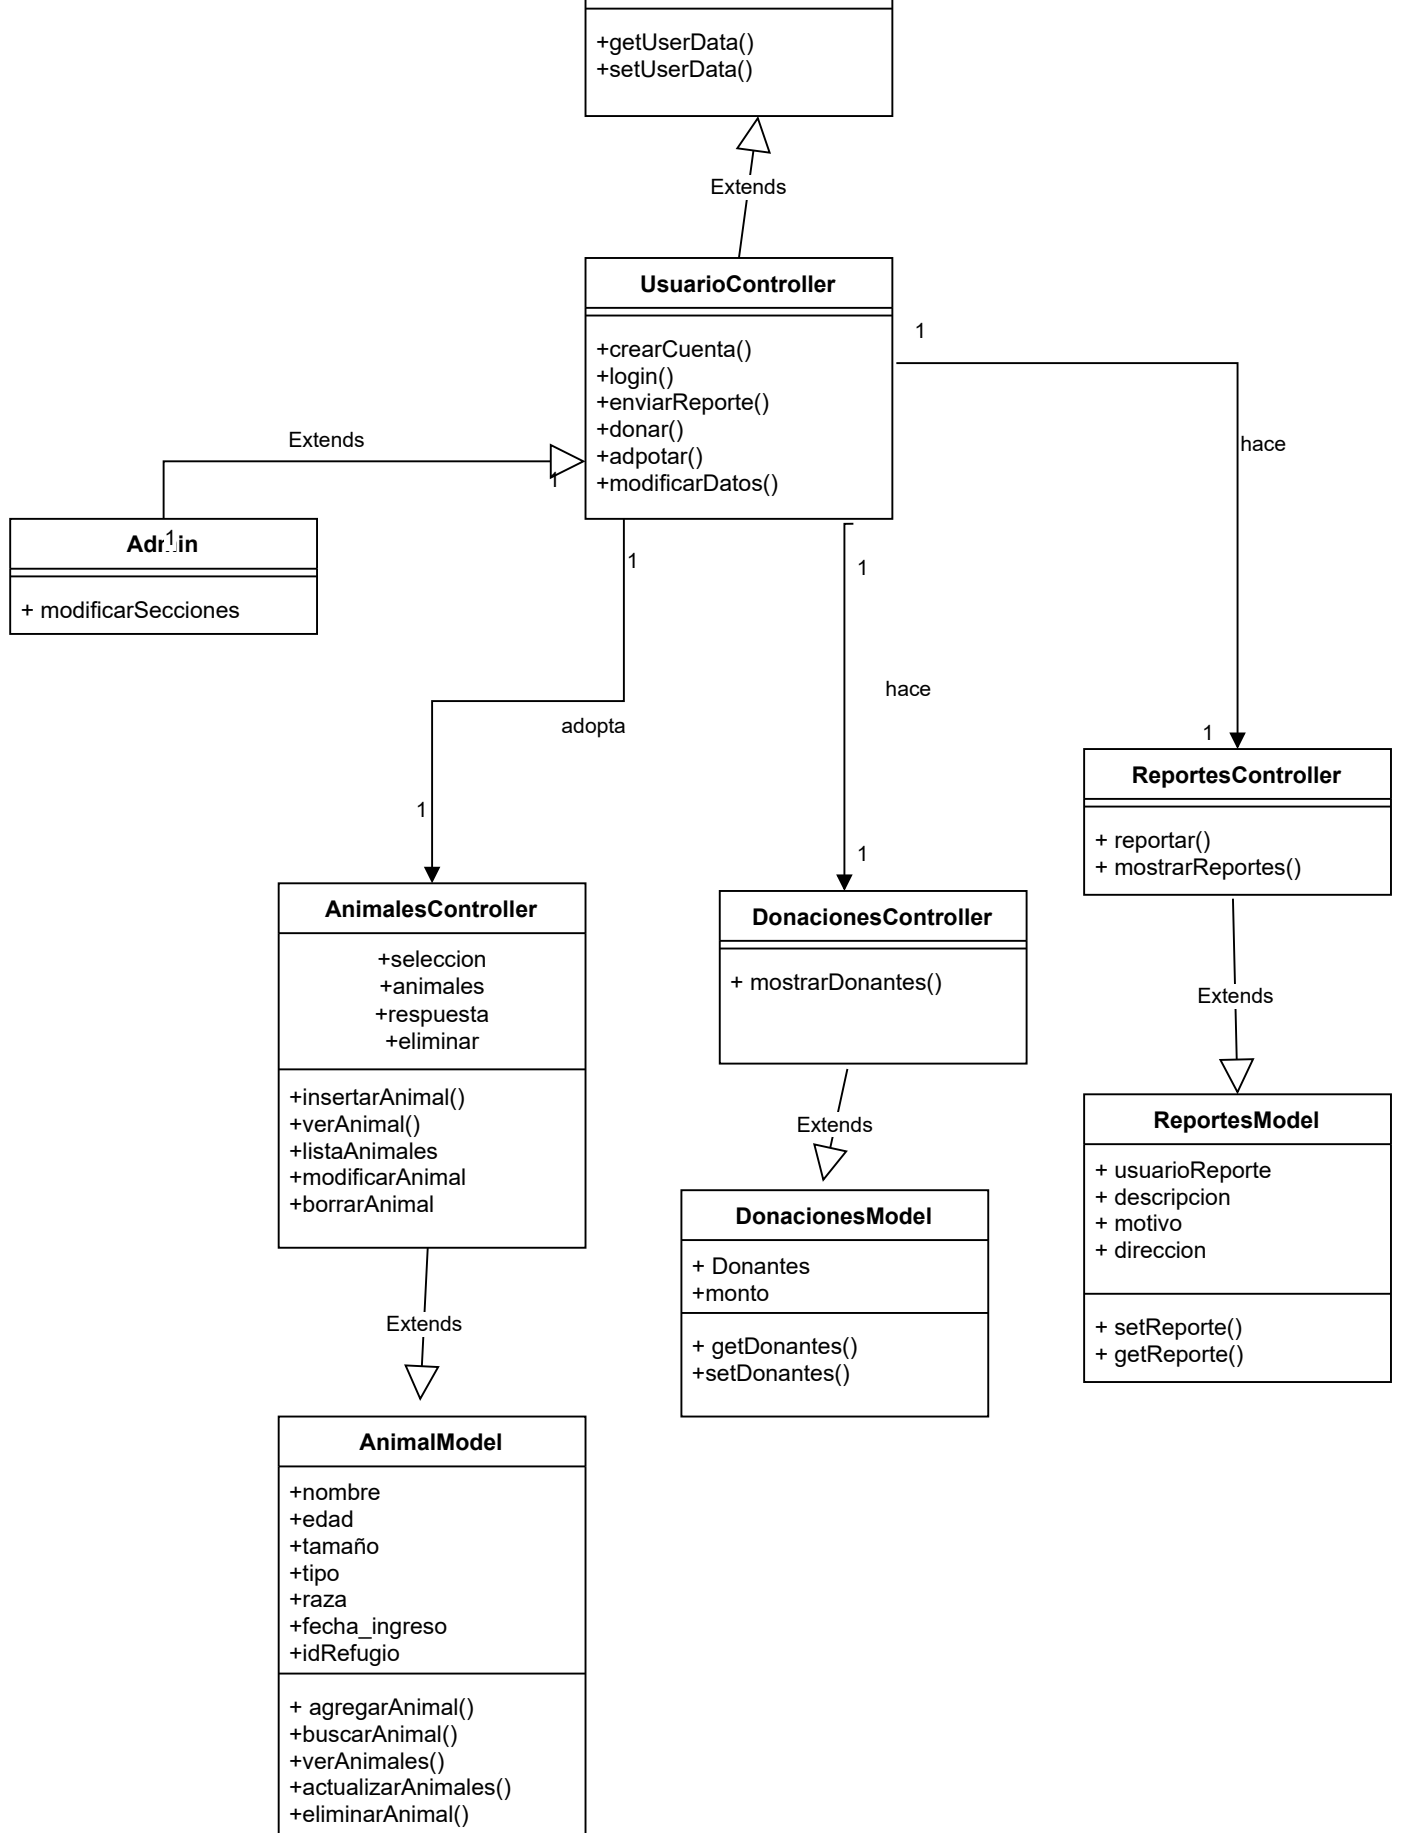 +getUserData()
+setUserData()
Extends
UsuarioController
+crearCuenta()
+login()
+enviarReporte()
+donar()
+adpotar()
+modificarDatos()
1
hace
1
Extends
1
1
Admin
+ modificarSecciones
1
adopta
1
1
hace
1
ReportesController
+ reportar()
+ mostrarReportes()
AnimalesController
+seleccion
+animales
+respuesta
+eliminar
+insertarAnimal()
+verAnimal()
+listaAnimales
+modificarAnimal
+borrarAnimal
DonacionesController
+ mostrarDonantes()
Extends
Extends
Extends
ReportesModel
+ usuarioReporte
+ descripcion
+ motivo
+ direccion
+ setReporte()
+ getReporte()
DonacionesModel
+ Donantes
+monto
+ getDonantes()
+setDonantes()
AnimalModel
+nombre
+edad
+tamaño
+tipo
+raza
+fecha_ingreso
+idRefugio
+ agregarAnimal()
+buscarAnimal()
+verAnimales()
+actualizarAnimales()
+eliminarAnimal()